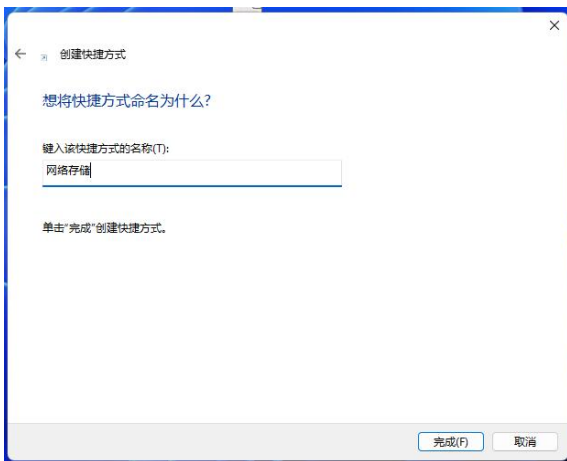 创建快捷方式
想将快捷方式命名为什么?
键入该快捷方式的名称(T):
网络存储
单击"完成"创建快捷方式。
完成(F)
取消